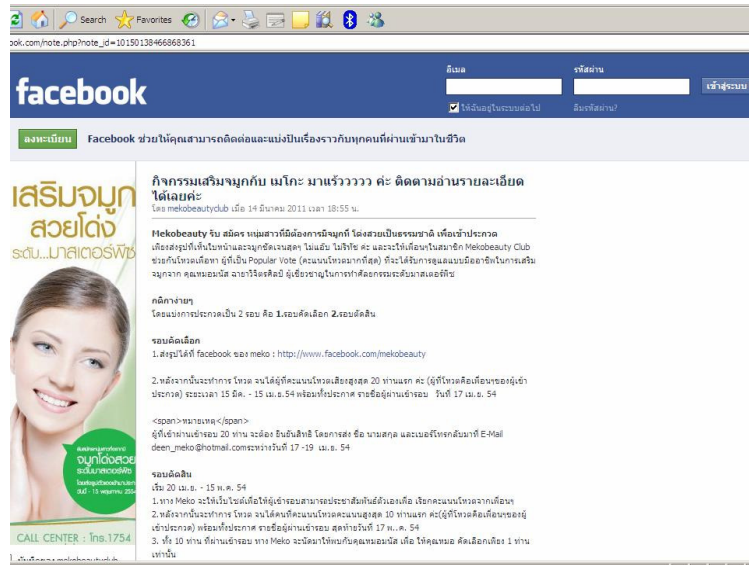 Search Favorites
ook.com/note.php?note_id=10150138466868361
facebook
อีเมล รหัสผ่าน
เข้าสู่ระบบ
ให้ฉันอยู่ในระบบต่อไป ลืมรหัสผ่าน?
ลงทะเบียน Facebook ช่วยให้คุณสามารถติดต่อและแบ่งปันเรื่องราวกับทุกคนที่ผ่านเข้ามาในชีวิต
เสริมจมูก
สวยโด่ง
ระดับ...มาสเตอร์พีซ
จมูกโด่งสวย
ระดับมาสเตอร์พีซ
CALL CENTER : โทร.1754
กิจกรรมเสริมจมูกกับ เมโกะ มาแร้ววววว ค่ะ ติดตามอ่านรายละเอียด
ได้เลยค่ะ
โดย mekobeautyclub เมื่อ 14 มีนาคม 2011 เวลา 18:55 น.
Mekobeauty รับ สมัคร หนุ่มสาวที่มีต้องการมีจมูกที่ โด่งสวยเป็นธรรมชาติ เพื่อเข้าประกวด
เพียงส่งรูปที่เห็นใบหน้าและจมูกชัดเจนสุดๆ ไม่แอ๊บ ไม่รีทัช ค่ะ และจะให้เพื่อนๆในสมาชิก Mekobeauty Club
ช่วยกันโหวตเพื่อหา ผู้ที่เป็น Popular Vote (คะแนนโหวตมากที่สุด) ที่จะได้รับการดูแลแบบมืออาชีพในการเสริม
จมูกจาก คุณหมอมนัส ฉายาวิจิตรศิลป์ ผู้เชี่ยวชาญในการทำศัลยกรรมระดับมาสเตอร์พีซ
กติกาง่ายๆ
โดยแบ่งการประกวดเป็น 2 รอบ คือ 1.รอบคัดเลือก 2.รอบตัดสิน
รอบคัดเลือก
1.ส่งรูปได้ที่ facebook ของ meko : http://www.facebook.com/mekobeauty
2.หลังจากนั้นจะทำการ โหวต จนได้ผู้ที่คะแนนโหวตเสียงสูงสุด 20 ท่านแรก ค่ะ (ผู้ที่โหวตคือเพื่อนๆของผู้เข้า
ประกวด) ระยะเวลา 15 มีค. - 15 เม.ย.54 พร้อมทั้งประกาศ รายชื่อผู้ผ่านเข้ารอบ วันที่ 17 เม.ย. 54
<span>หมายเหตุ</span>
ผู้ที่เข้าผ่านเข้ารอบ 20 ท่าน จะต้อง ยืนยันสิทธิ โดยการส่ง ชื่อ นามสกุล และเบอร์โทรกลับมาที่ E-Mail
deen_meko@hotmail.comระหว่างวันที่ 17 -19 เม.ย. 54
รอบตัดสิน
เริ่ม 20 เม.ย. - 15 พ.ค. 54
1.ทาง Meko จะให้เว็บไซต์เพื่อให้ผู้เข้ารอบสามารถประชาสัมพันธ์ตัวเองเพื่อ เรียกคะแนนโหวตจากเพื่อนๆ
2.หลังจากนั้นจะทำการ โหวต จนได้คนที่คะแนนโหวตคะแนนสูงสุด 10 ท่านแรก ค่ะ(ผู้ที่โหวตคือเพื่อนๆของผู้
เข้าประกวด) พร้อมทั้งประกาศ รายชื่อผู้ผ่านเข้ารอบ สุดท้ายวันที่ 17 พ..ค. 54
3. ทั้ง 10 ท่าน ที่ผ่านเข้ารอบ ทาง Meko จะนัดมาให้พบกับคุณหมอมนัส เพื่อ ให้คุณหมอ คัดเลือกเพียง 1 ท่าน
เท่านั้น